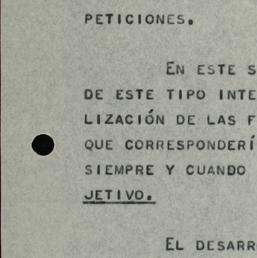 PETICIONES.
EN ESTE S
DE ESTE TIPO INTE
LIZACIÓN DE LAS F
QUE CORRESPONDERÍ
SIEMPRE Y CUANDO
JETIVO.
EL DESARR